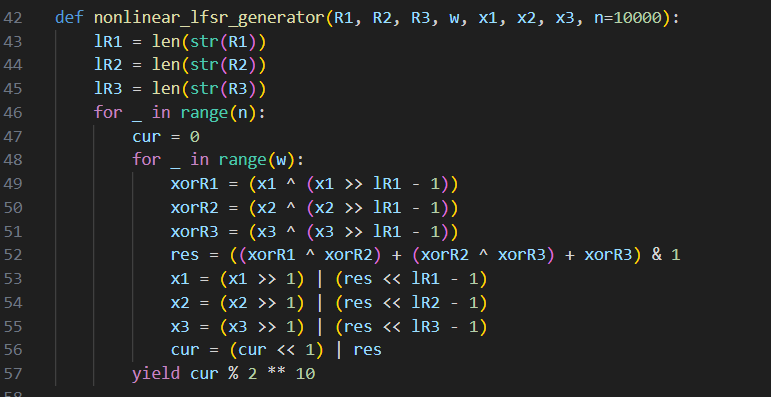 42 def nonlinear_lfsr_generator(R1, R2, R3, w, x1, x2, x3, n=10000):
43     lR1 = len(str(R1))
44     lR2 = len(str(R2))
45     lR3 = len(str(R3))
46     for _ in range(n):
47         cur = 0
48         for _ in range(w):
49             xorR1 = (x1 ^ (x1 >> lR1 - 1))
50             xorR2 = (x2 ^ (x2 >> lR1 - 1))
51             xorR3 = (x3 ^ (x3 >> lR1 - 1))
52             res = ((xorR1 ^ xorR2) + (xorR2 ^ xorR3) + xorR3) & 1
53             x1 = (x1 >> 1) | (res << lR1 - 1)
54             x2 = (x2 >> 1) | (res << lR2 - 1)
55             x3 = (x3 >> 1) | (res << lR3 - 1)
56             cur = (cur << 1) | res
57         yield cur % 2 ** 10